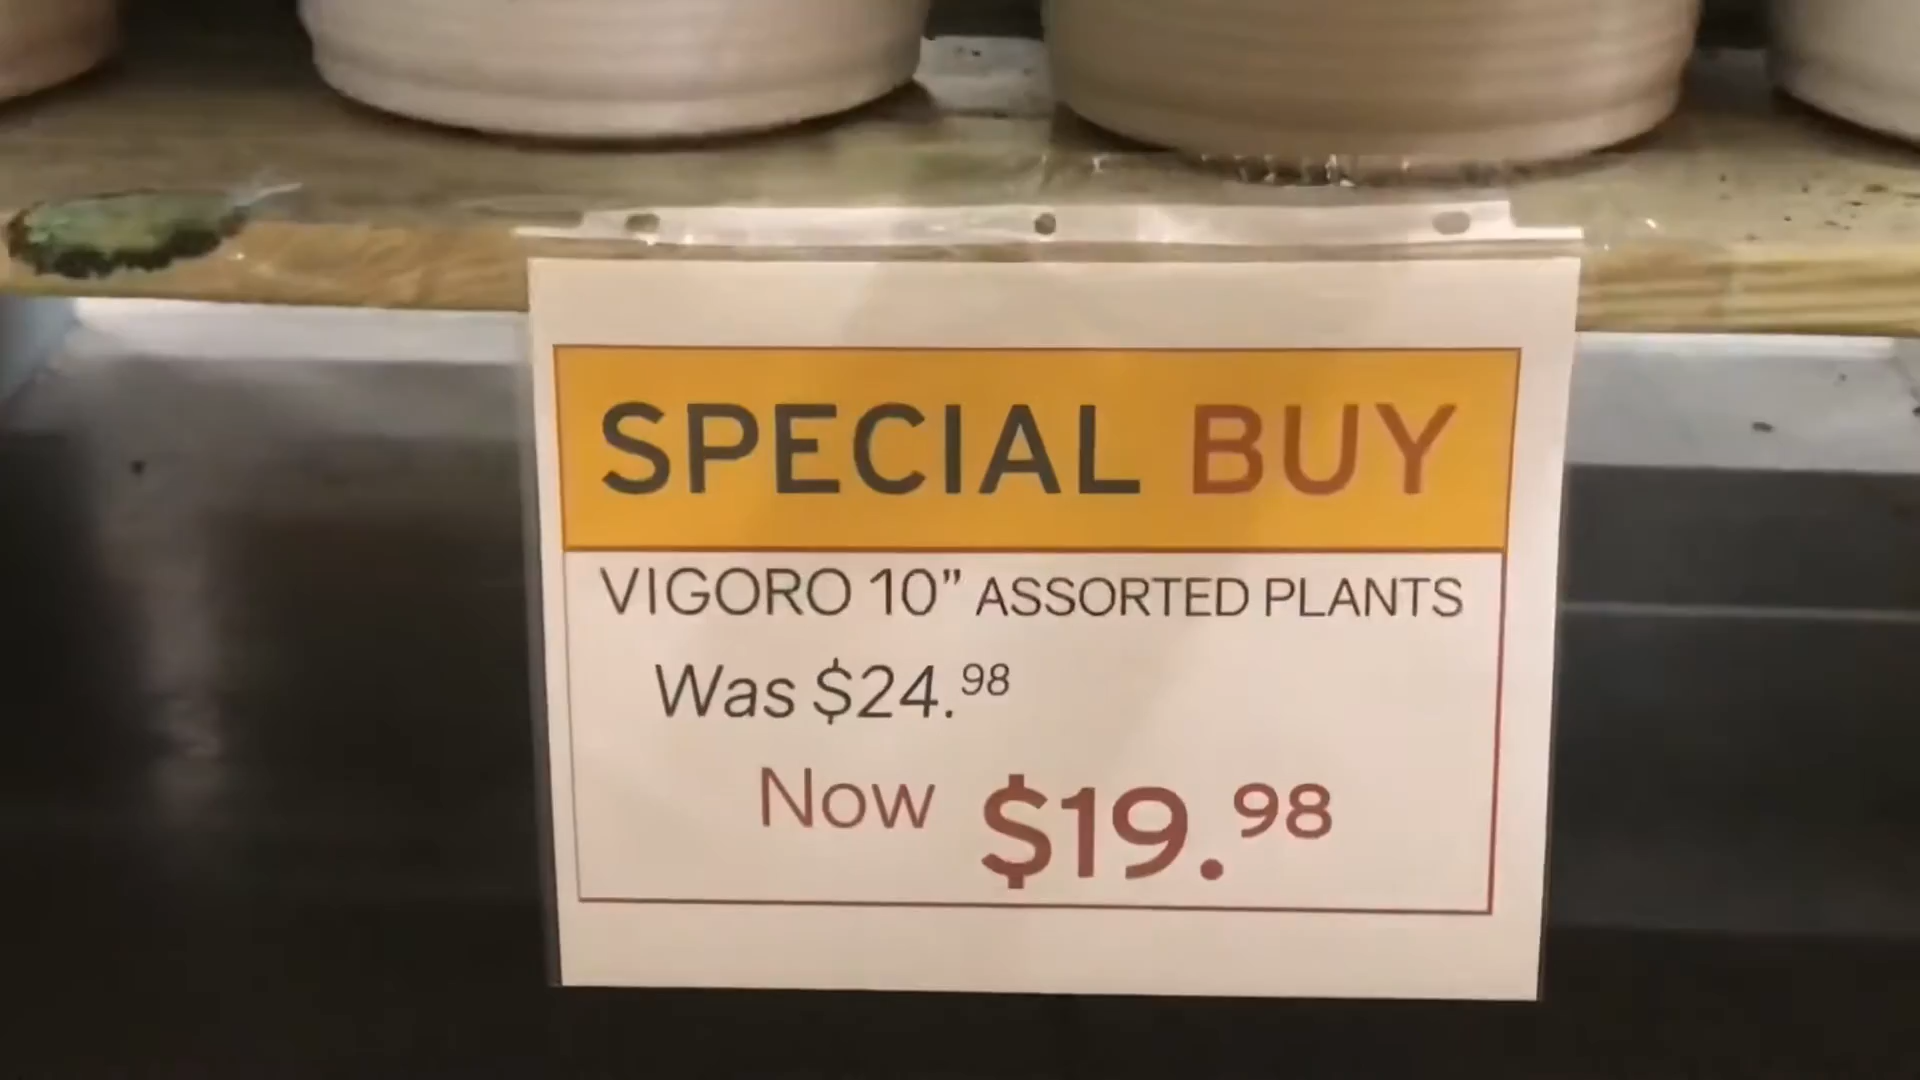 SPECIAL BUY
VIGORO 10” ASSORTED PLANTS
Was $24.98
Now $19.98